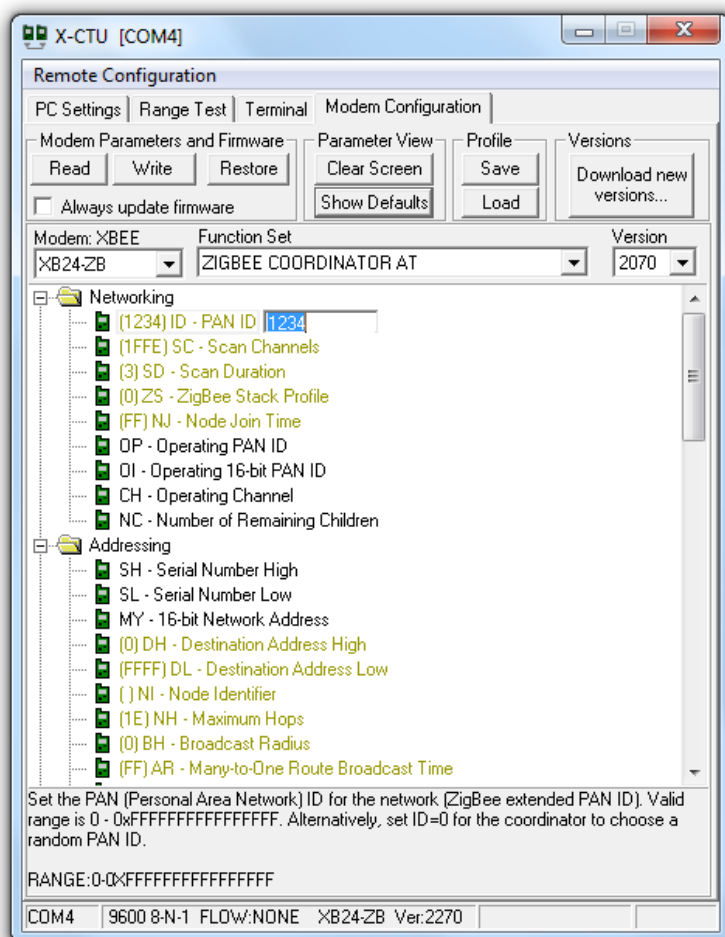 X-CTU [COM4]
Remote Configuration
PC Settings Range Test Terminal Modem Configuration
Modem Parameters and Firmware Parameter View Profile Versions
Read Write Restore Clear Screen Save Download new versions...
Always update firmware Show Defaults Load
Modem: XBEE Function Set Version
XB24-ZB ZIGBEE COORDINATOR AT 2070
Networking
(1234) ID - PAN ID 1234
(1FFE) SC - Scan Channels
(3) SD - Scan Duration
(0) ZS - ZigBee Stack Profile
(FF) NJ - Node Join Time
OP - Operating PAN ID
OI - Operating 16-bit PAN ID
CH - Operating Channel
NC - Number of Remaining Children
Addressing
SH - Serial Number High
SL - Serial Number Low
MY - 16-bit Network Address
(0) DH - Destination Address High
(FFFF) DL - Destination Address Low
( ) NI - Node Identifier
(1E) NH - Maximum Hops
(0) BH - Broadcast Radius
(FF) AR - Many-to-One Route Broadcast Time
Set the PAN (Personal Area Network) ID for the network (ZigBee extended PAN ID). Valid
range is 0 - 0xFFFFFFFFFFFFFFFF. Alternatively, set ID=0 for the coordinator to choose a
random PAN ID.
RANGE:0-0XFFFFFFFFFFFFFFFF
COM4 9600 8-N-1 FLOW:NONE XB24-ZB Ver:2270